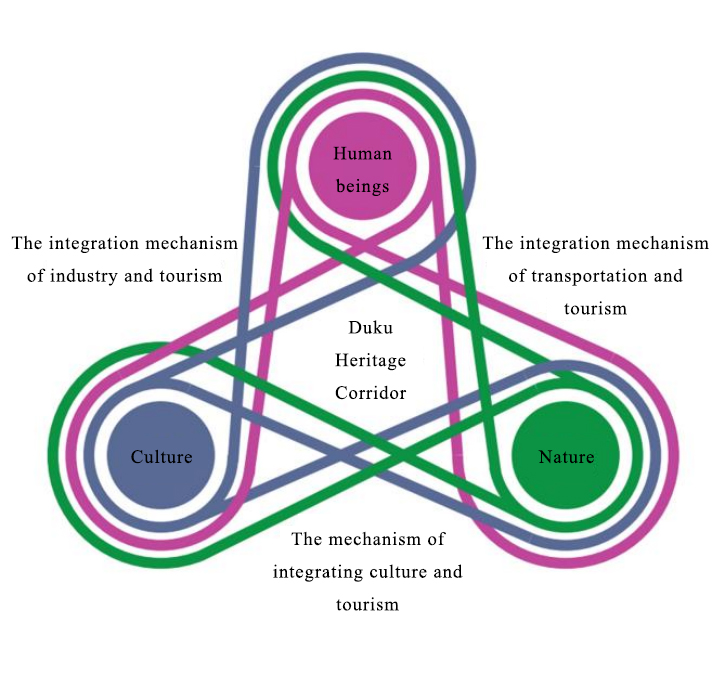 Human
beings
The integration mechanism
of industry and tourism
The integration mechanism
of transportation and
tourism
Duku
Heritage
Corridor
Culture
Nature
The mechanism of
integrating culture and
tourism